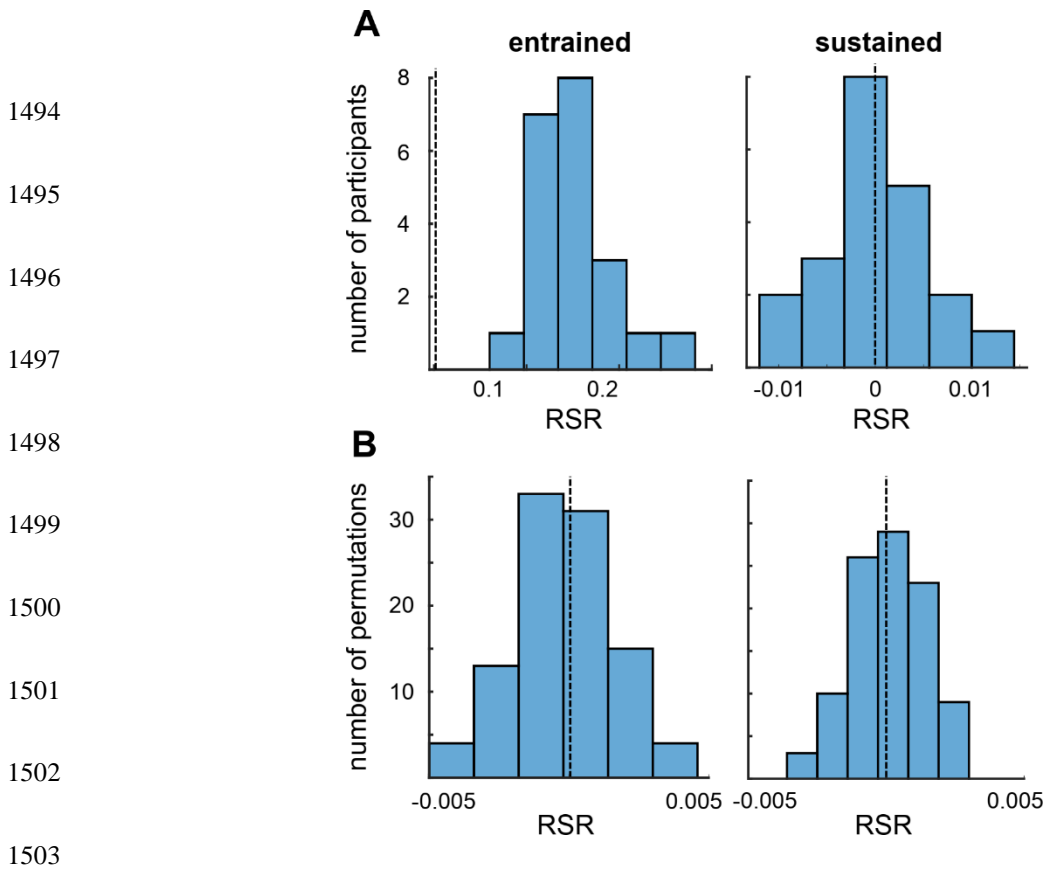 A
entrained
sustained
1494
1495
1496
1497
1498
1499
1500
1501
1502
1503
number of participants
8
6
4
2
0.1
0.2
RSR
-0.01
0
0.01
RSR
B
number of permutations
30
20
10
-0.005
0.005
RSR
-0.005
0.005
RSR